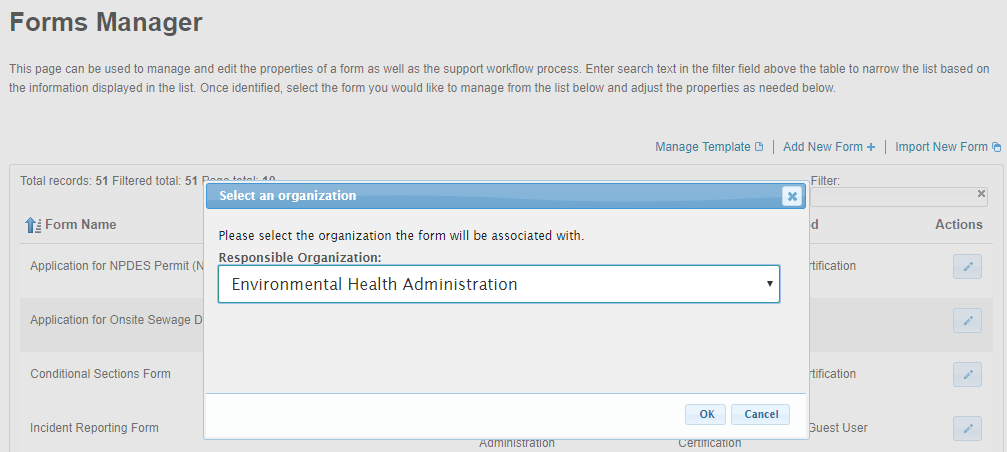 Forms Manager
This page can be used to manage and edit the properties of a form as well as the support workflow process. Enter search text in the filter field above the table to narrow the list based on
the information displayed in the list. Once identified, select the form you would like to manage from the list below and adjust the properties as needed below.
Manage Template | Add New Form + | Import New Form
Total records: 51 Filtered total: 51 Page total: 10
Filter:
Select an organization
Form Name
Actions
Please select the organization the form will be associated with.
Responsible Organization:
Application for NPDES Permit (N
Environmental Health Administration
Application for Onsite Sewage D
Conditional Sections Form
OK
Cancel
Incident Reporting Form
Guest User
Administration
Certification